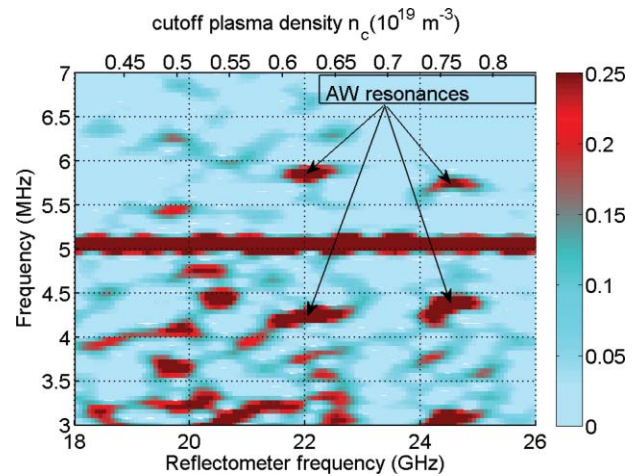 cutoff plasma density n_c(10^19 m^-3)
0.45 0.5 0.55 0.6 0.65 0.7 0.75 0.8
7
AW resonances
0.25
6.5
6
0.2
5.5
0.15
5
Frequency (MHz)
4.5
0.1
4
0.05
3.5
3
0
18 20 22 24 26
Reflectometer frequency (GHz)